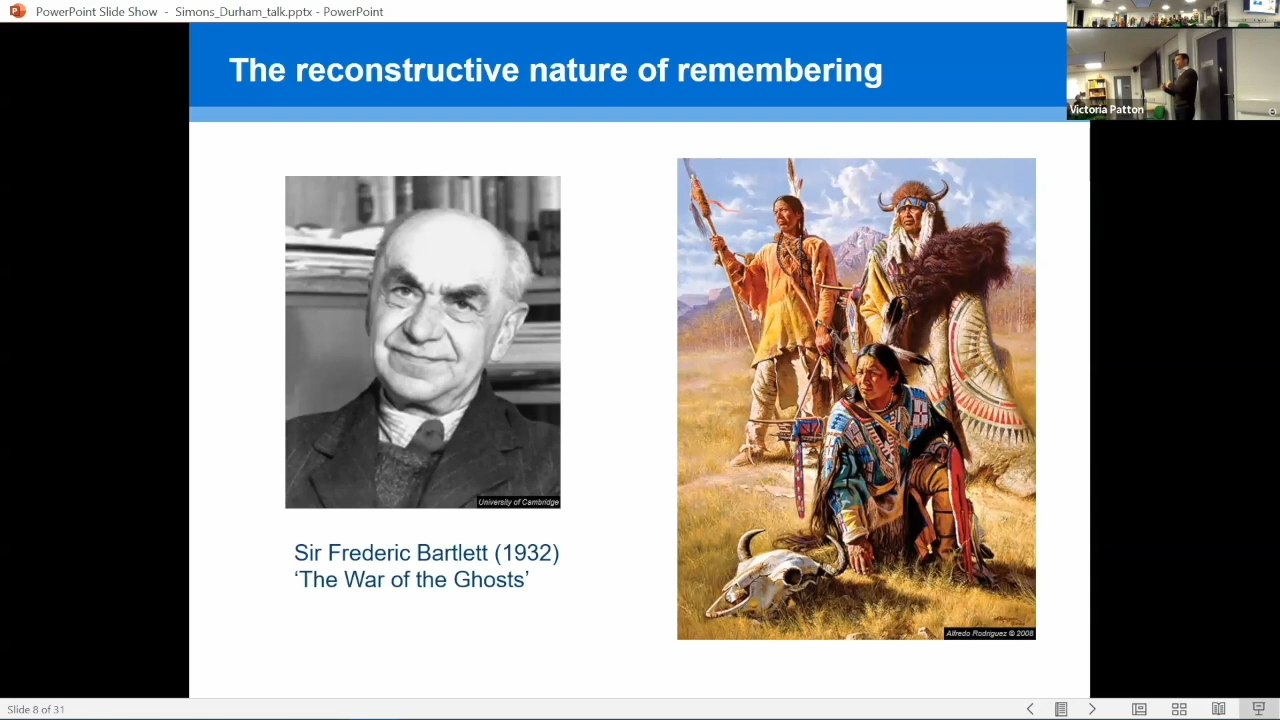 PowerPoint Slide Show - Simons_Durham_talk.pptx - PowerPoint
The reconstructive nature of remembering
Victoria Patton
University of Cambridge
Sir Frederic Bartlett (1932)
‘The War of the Ghosts’
Alfredo Rodriguez © 2008
Slide 8 of 31